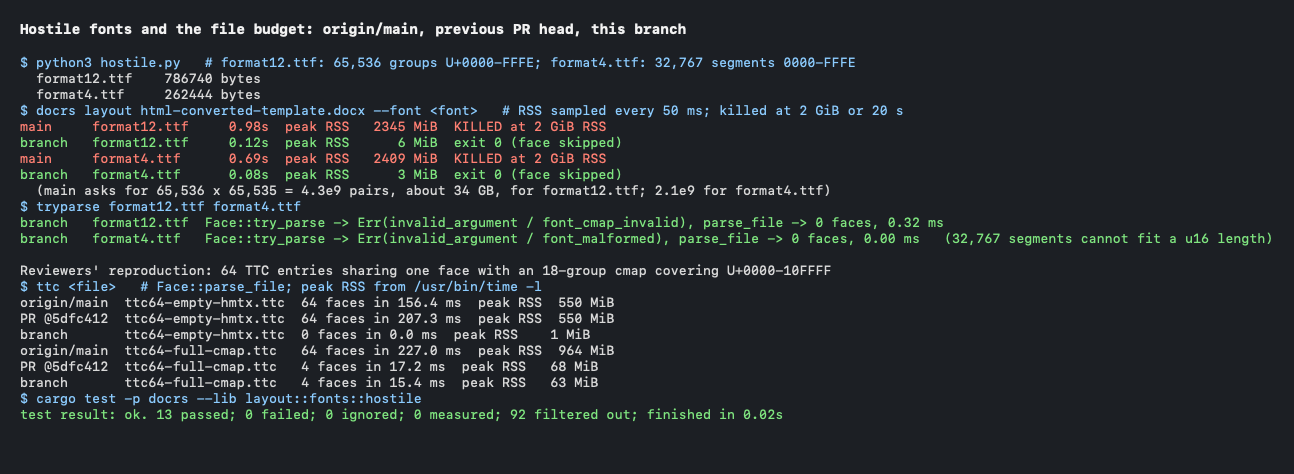 Hostile fonts and the file budget: origin/main, previous PR head, this branch
$ python3 hostile.py   # format12.ttf: 65,536 groups U+0000-FFFE; format4.ttf: 32,767 segments 0000-FFFE
  format12.ttf    786740 bytes
  format4.ttf     262444 bytes
$ docrs layout html-converted-template.docx --font <font>   # RSS sampled every 50 ms; killed at 2 GiB or 20 s
main     format12.ttf     0.98s  peak RSS   2345 MiB  KILLED at 2 GiB RSS
branch   format12.ttf     0.12s  peak RSS      6 MiB  exit 0 (face skipped)
main     format4.ttf      0.69s  peak RSS   2409 MiB  KILLED at 2 GiB RSS
branch   format4.ttf      0.08s  peak RSS      3 MiB  exit 0 (face skipped)
  (main asks for 65,536 x 65,535 = 4.3e9 pairs, about 34 GB, for format12.ttf; 2.1e9 for format4.ttf)
$ tryparse format12.ttf format4.ttf
branch   format12.ttf  Face::try_parse -> Err(invalid_argument / font_cmap_invalid), parse_file -> 0 faces, 0.32 ms
branch   format4.ttf   Face::try_parse -> Err(invalid_argument / font_malformed), parse_file -> 0 faces, 0.00 ms   (32,767 segments cannot fit a u16 length)
Reviewers' reproduction: 64 TTC entries sharing one face with an 18-group cmap covering U+0000-10FFFF
$ ttc <file>   # Face::parse_file; peak RSS from /usr/bin/time -l
origin/main  ttc64-empty-hmtx.ttc  64 faces in 156.4 ms  peak RSS  550 MiB
PR @5dfc412  ttc64-empty-hmtx.ttc  64 faces in 207.3 ms  peak RSS  550 MiB
branch       ttc64-empty-hmtx.ttc  0 faces in 0.0 ms  peak RSS    1 MiB
origin/main  ttc64-full-cmap.ttc   64 faces in 227.0 ms  peak RSS  964 MiB
PR @5dfc412  ttc64-full-cmap.ttc   4 faces in 17.2 ms  peak RSS   68 MiB
branch       ttc64-full-cmap.ttc   4 faces in 15.4 ms  peak RSS   63 MiB
$ cargo test -p docrs --lib layout::fonts::hostile
test result: ok. 13 passed; 0 failed; 0 ignored; 0 measured; 92 filtered out; finished in 0.02s